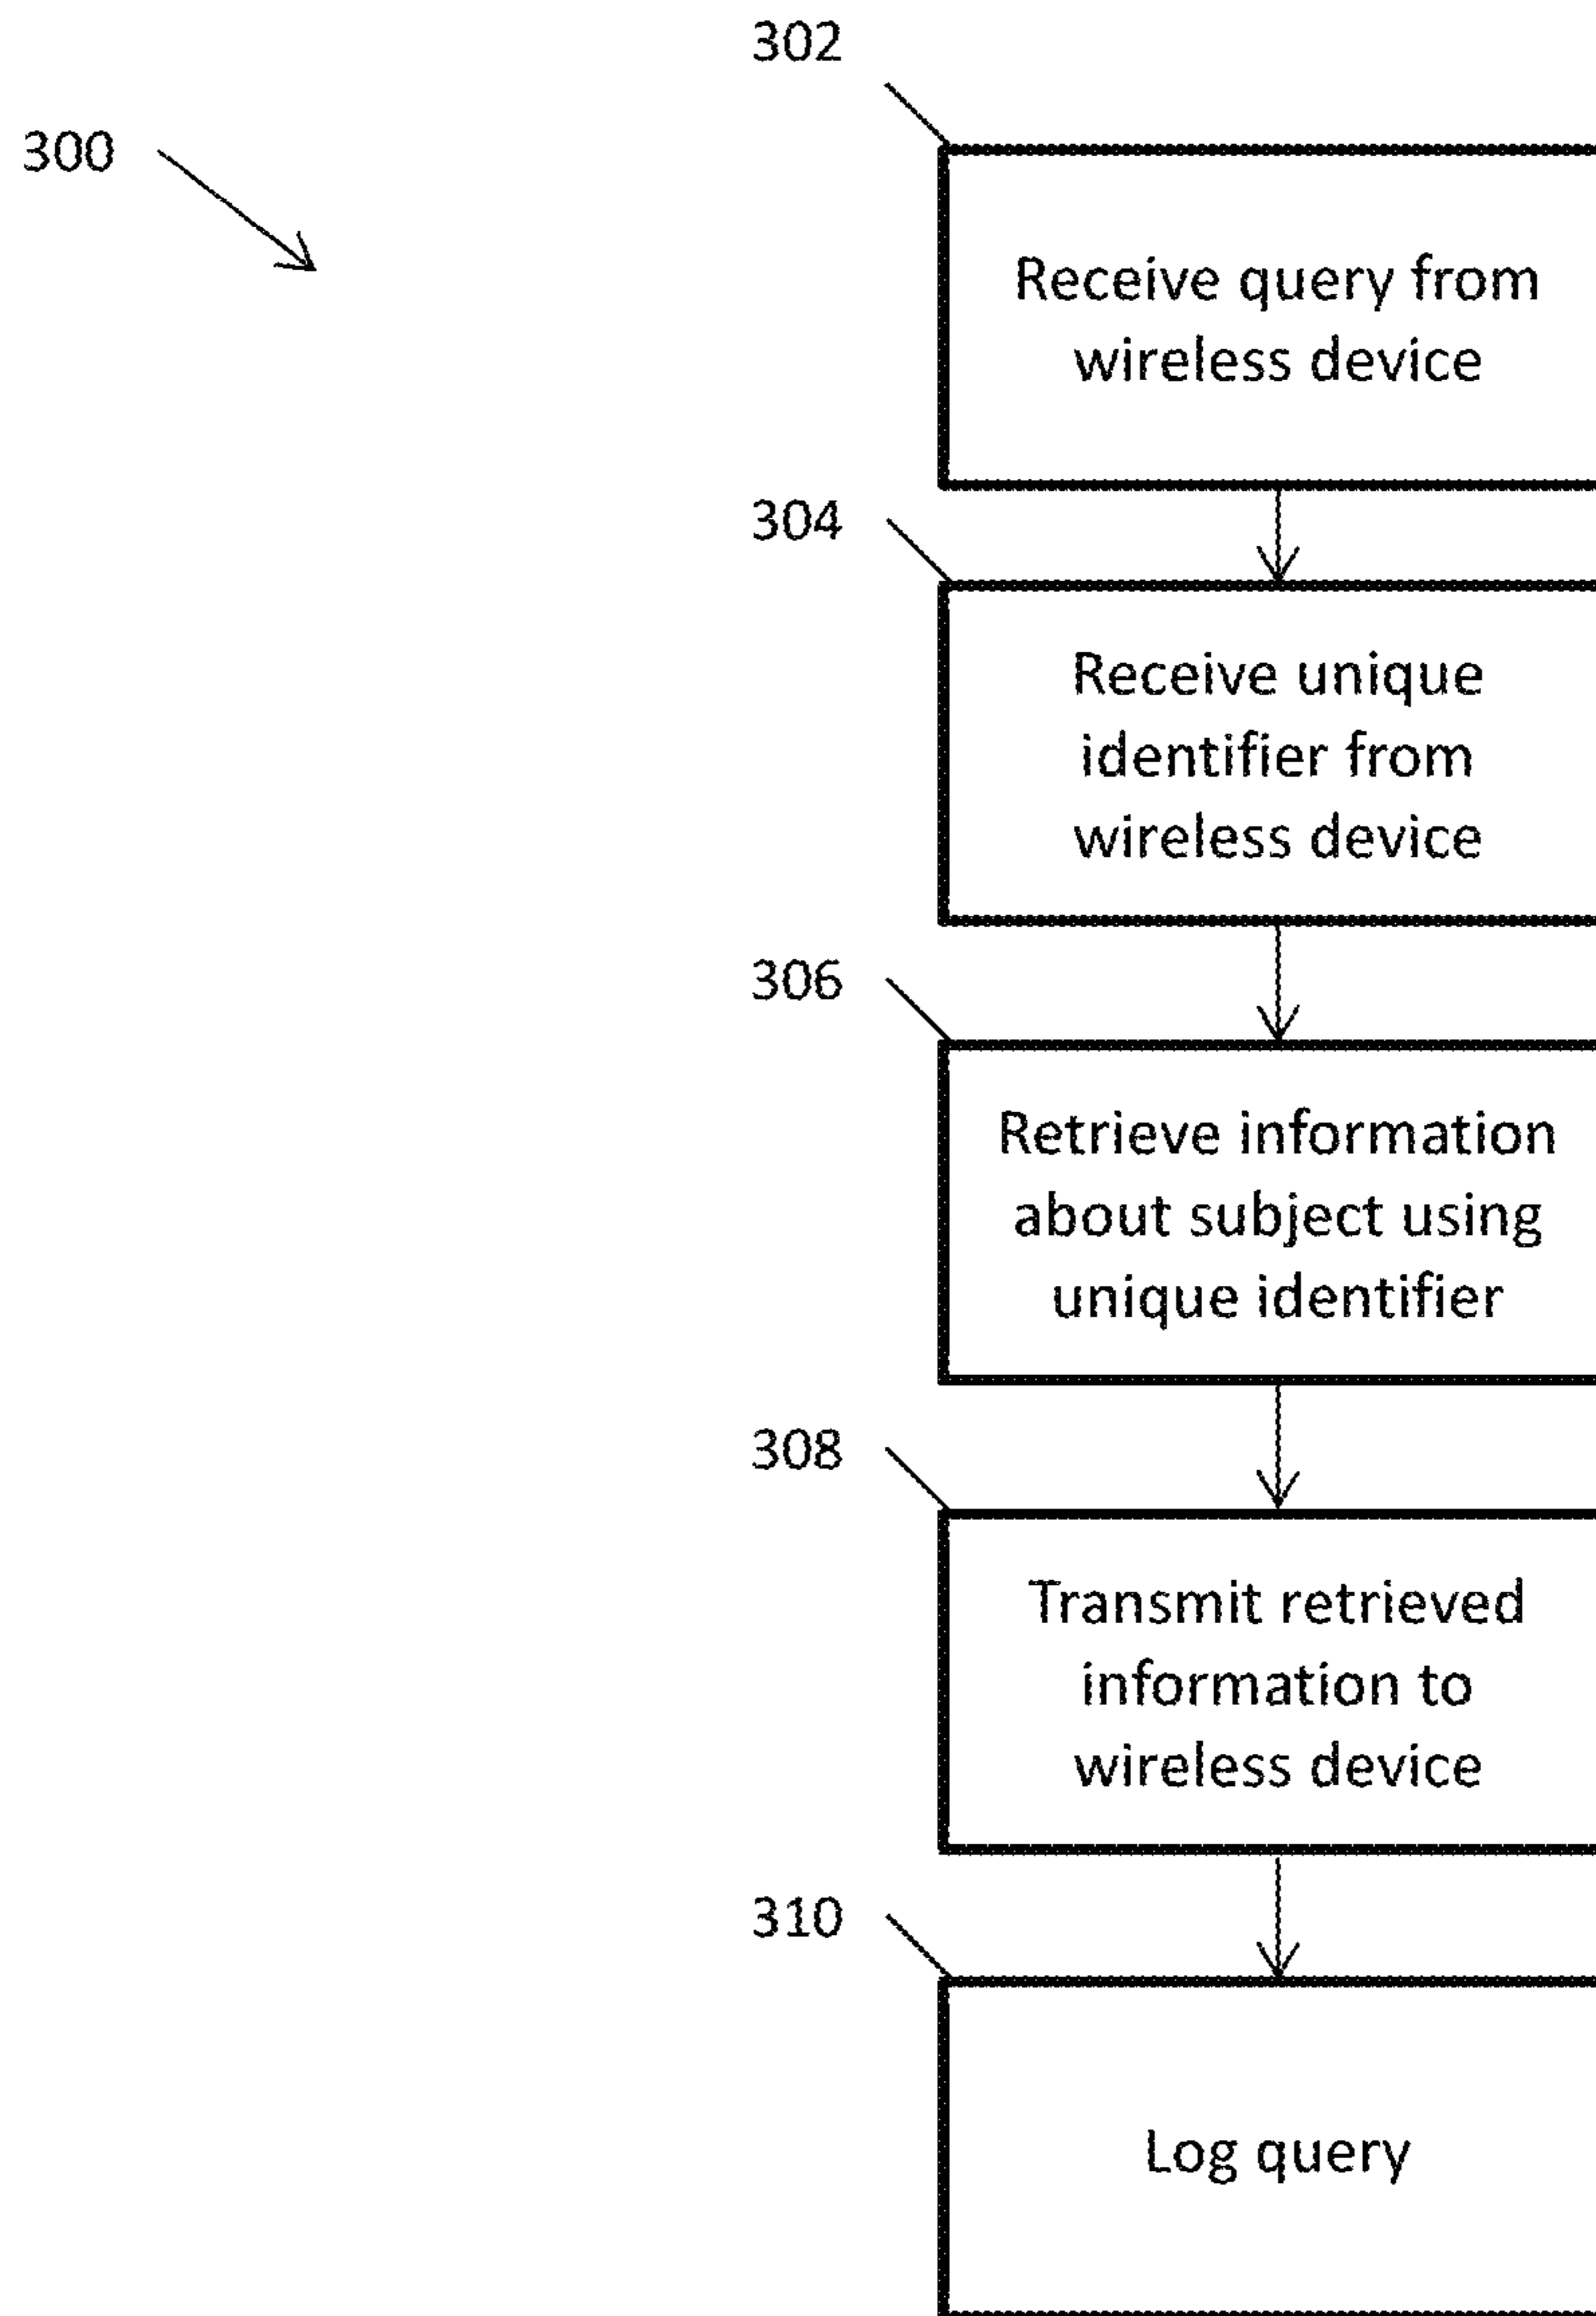 302
300
Receive query from
wireless device
304
Receive unique
identifier from
wireless device
306
Retrieve information
about subject using
unique identifier
308
Transmit retrieved
information to
wireless device
310
Log query